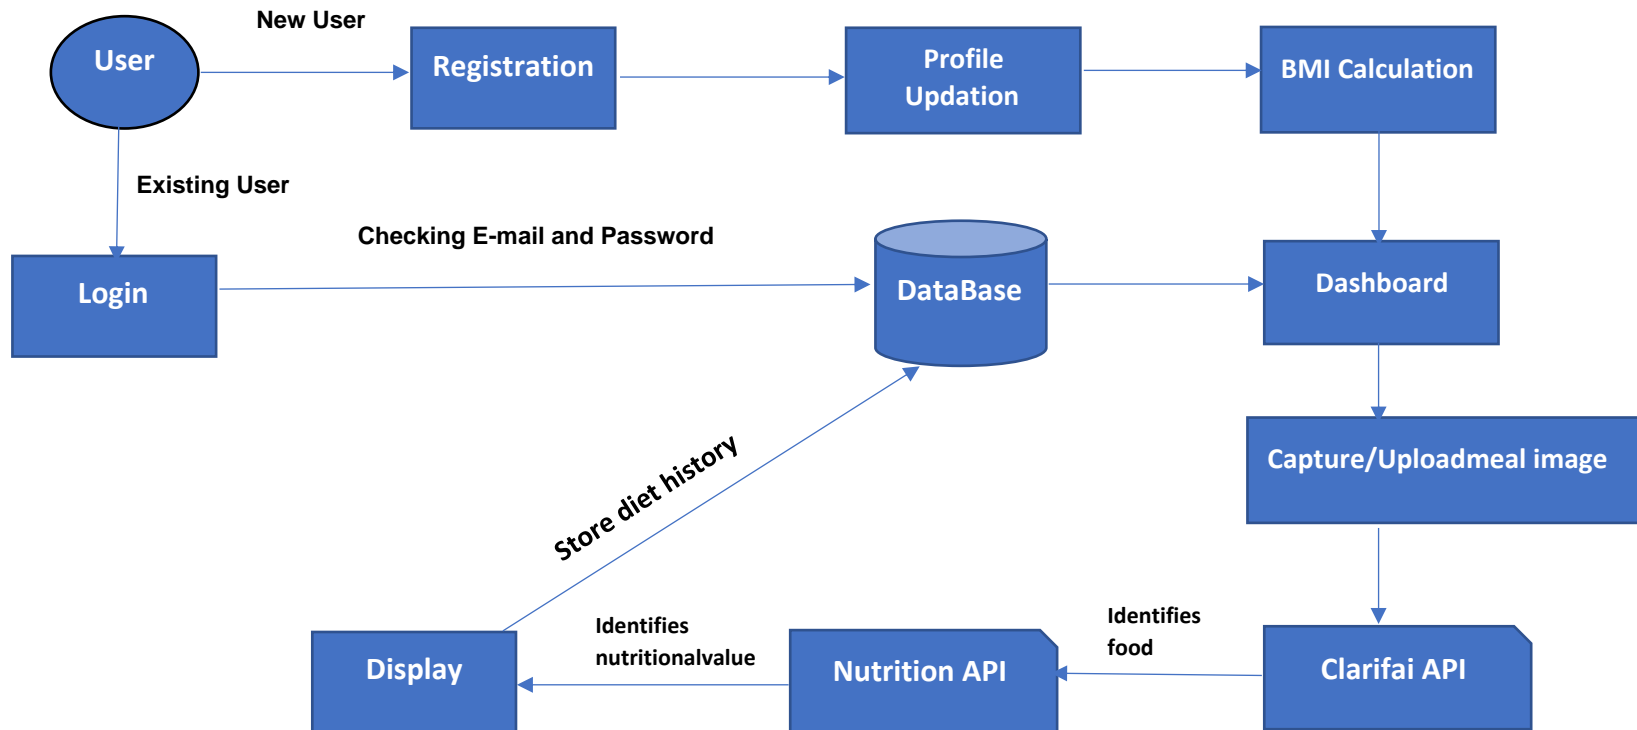 New User
User
Registration
Profile
Updation
BMI Calculation
Existing User
Checking E-mail and Password
Login
DataBase
Dashboard
Capture/Uploadmeal image
Store diet history
Identifies
food
Identifies
nutritionalvalue
Display
Nutrition API
Clarifai API